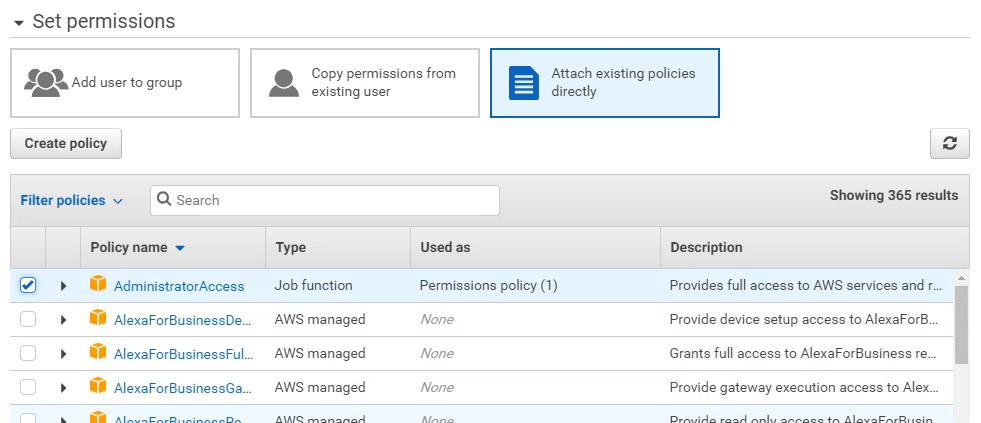 Set permissions
Add user to group
Copy permissions from
existing user
Attach existing policies
directly
Create policy
Filter policies
Search
Showing 365 results
Policy name Type Used as Description
AdministratorAccess Job function Permissions policy (1) Provides full access to AWS services and r...
AlexaForBusinessDe... AWS managed None Provide device setup access to AlexaForB...
AlexaForBusinessFul... AWS managed None Grants full access to AlexaForBusiness re...
AlexaForBusinessGa... AWS managed None Provide gateway execution access to Alex...
AlexaForBusinessRe... AWS managed None Provide read only access to AlexaForBusin...